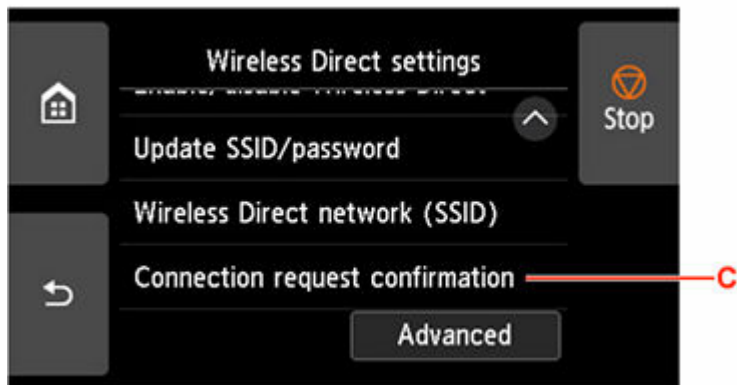 Wireless Direct settings
Stop
Update SSID/password
Wireless Direct network (SSID)
Connection request confirmation
C
Advanced